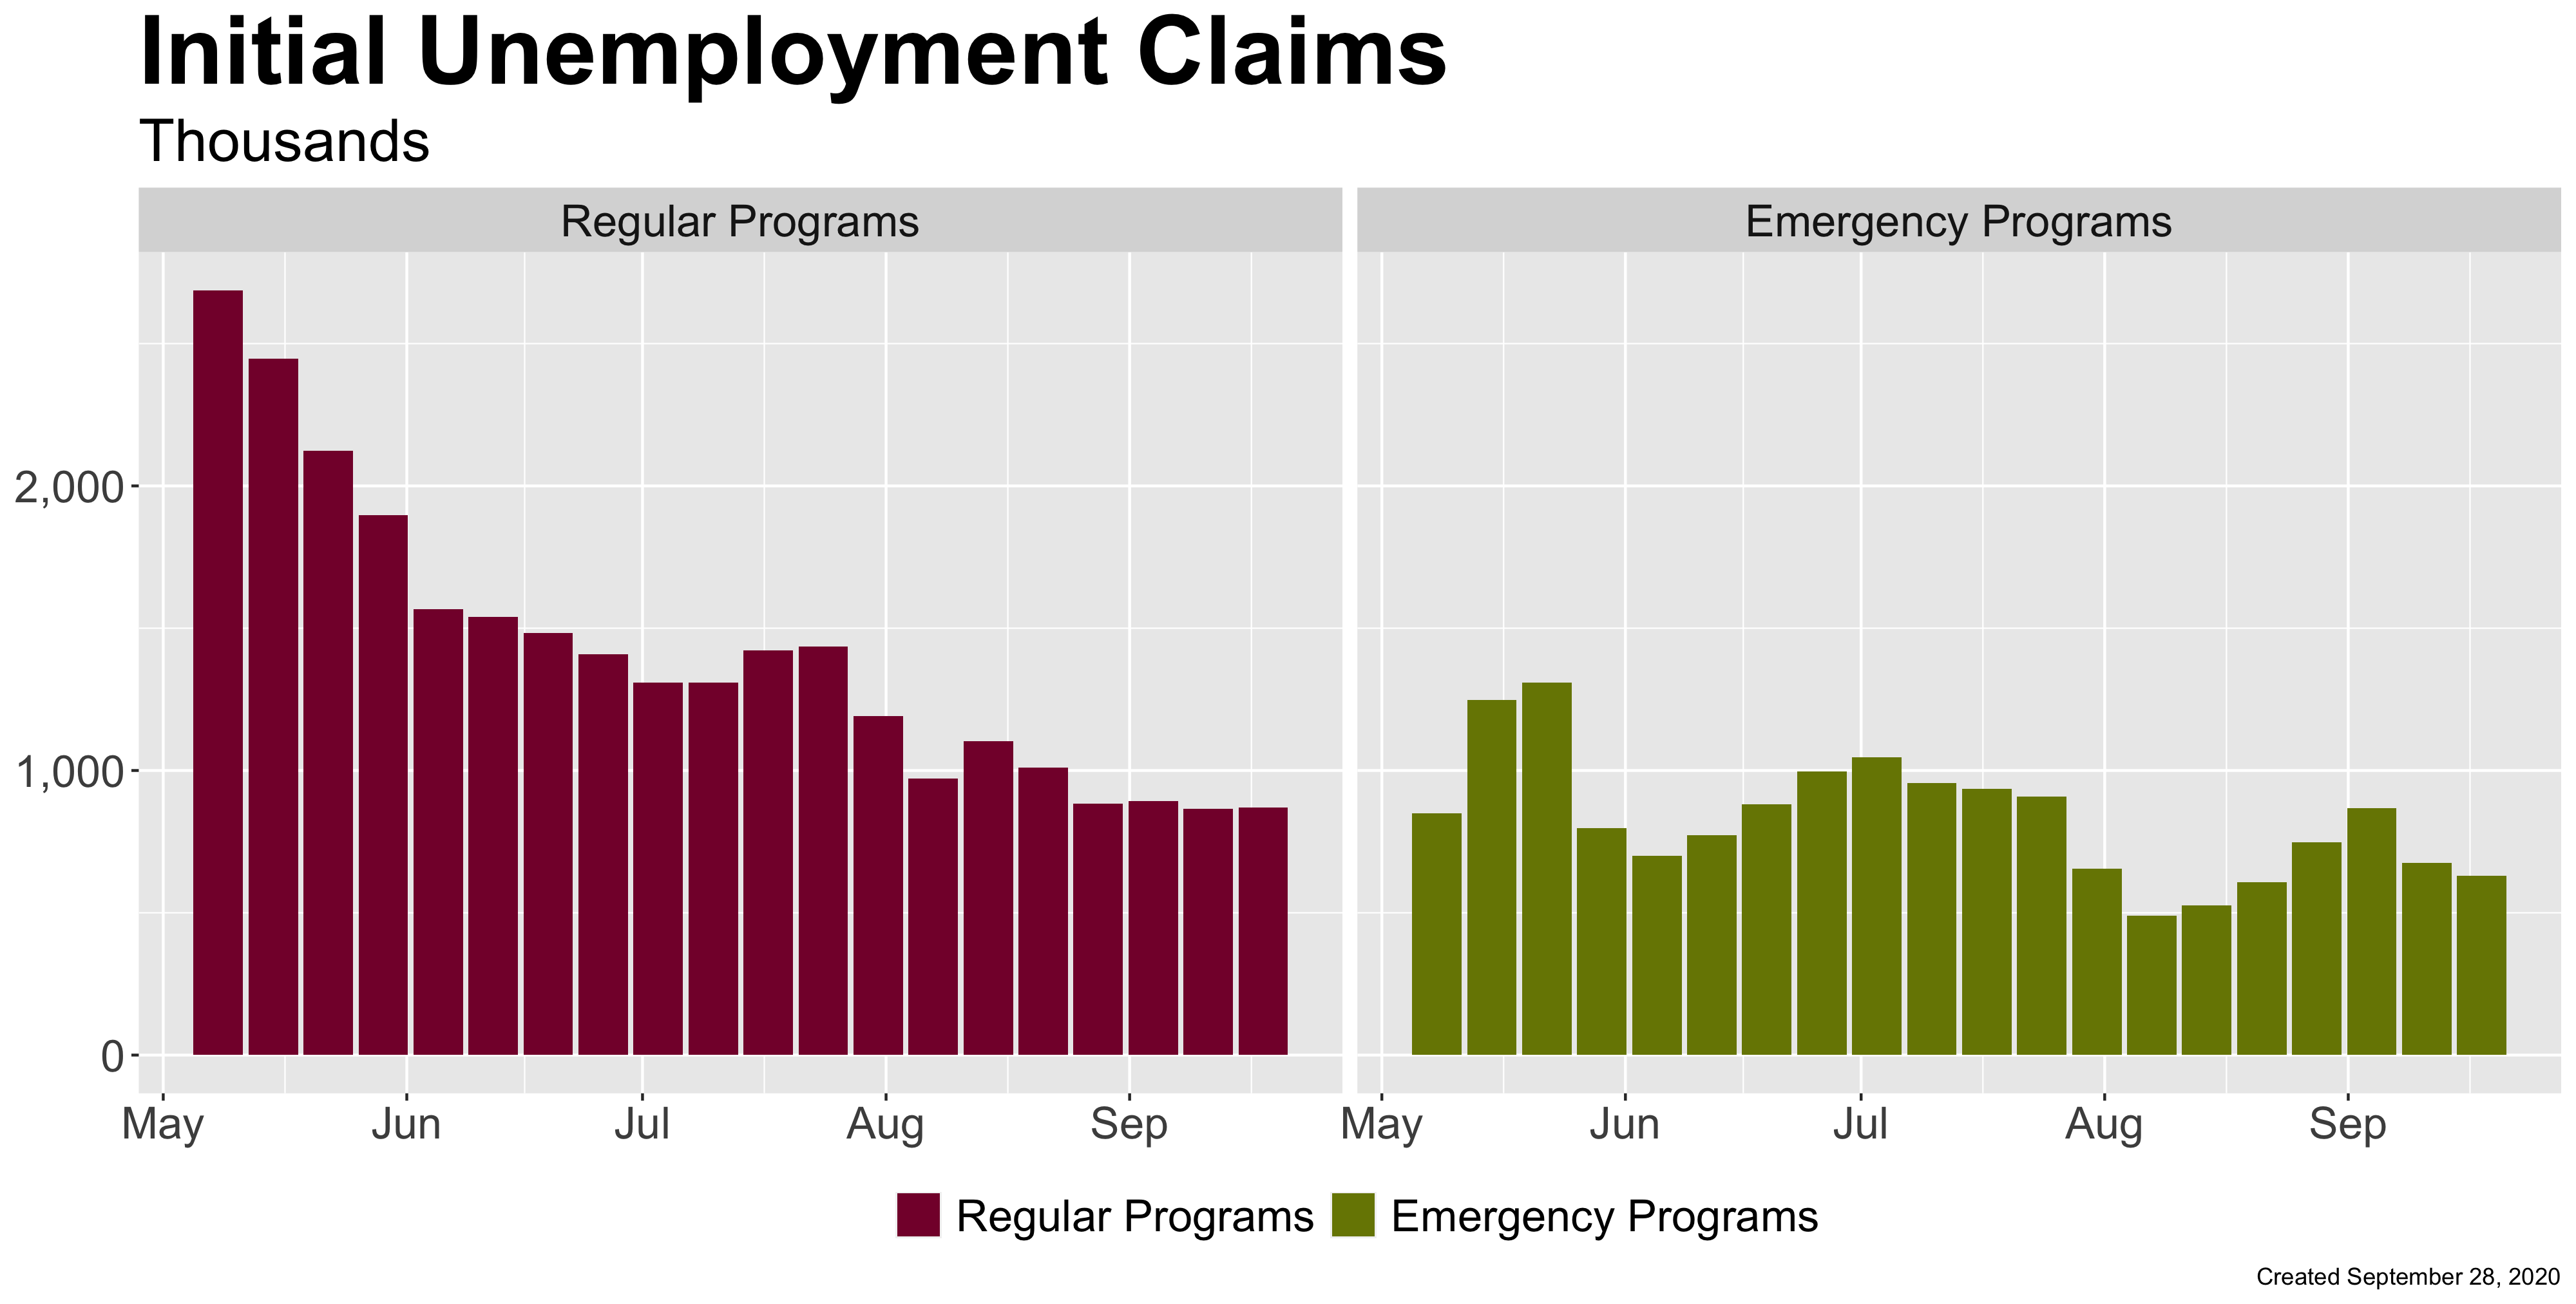 Initial Unemployment Claims
Thousands
Regular Programs
Emergency Programs
2,000
1,000
0
May Jun Jul Aug Sep
May Jun Jul Aug Sep
Regular Programs Emergency Programs
Created September 28, 2020